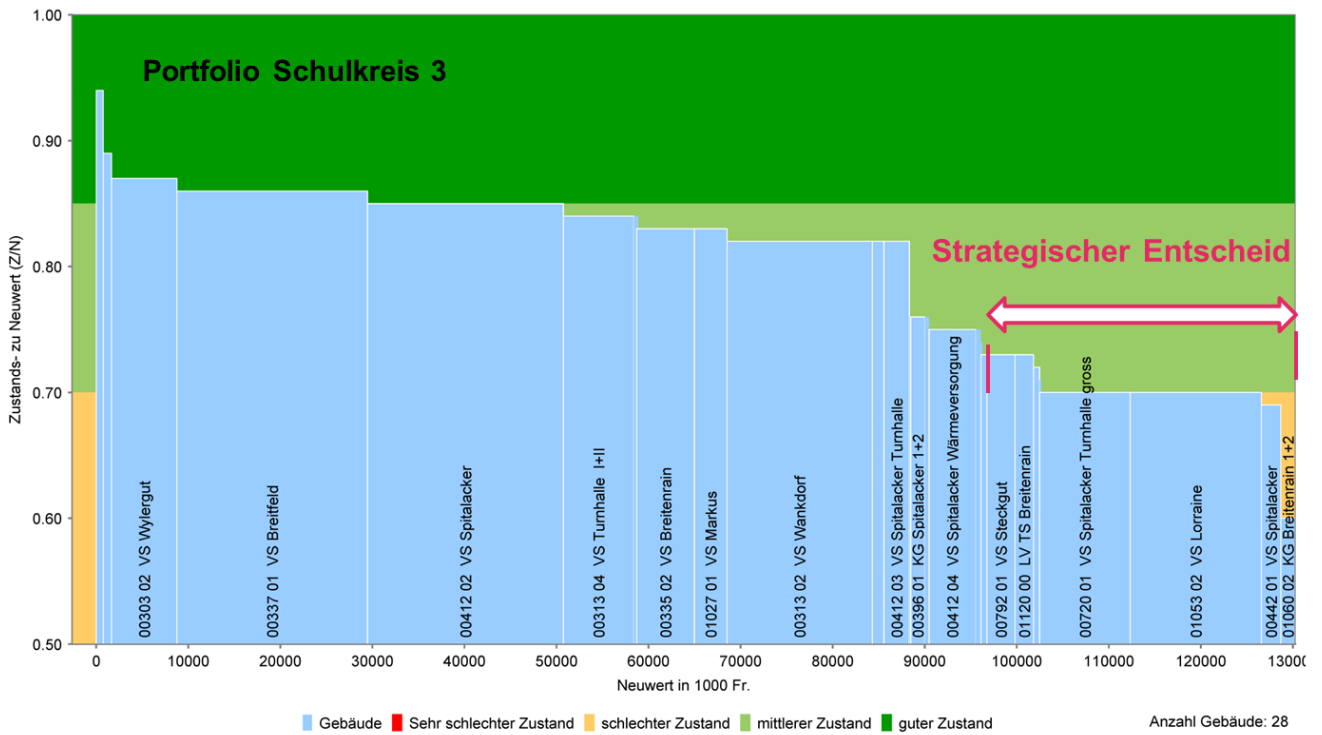 Portfolio Schulkreis 3
Strategischer Entscheid
Zustands- zu Neuwert (Z/N)
1.00
0.90
0.80
0.70
0.60
0.50
00303 02 VS Wylergut
00337 01 VS Breitfeld
00412 02 VS Spitalacker
00313 04 VS Turnhalle I+II
00335 02 VS Breitenrain
01027 01 VS Markus
00313 02 VS Wankdorf
00412 03 VS Spitalacker Turnhalle
00396 01 KG Spitalacker 1+2
00412 04 VS Spitalacker Wärmeversorgung
00792 01 VS Steckgut
01120 00 LV TS Breitenrain
00720 01 VS Spitalacker Turnhalle gross
01053 02 VS Lorraine
00442 01 VS Spitalacker
01060 02 KG Breitenrain 1+2
0 10000 20000 30000 40000 50000 60000 70000 80000 90000 100000 110000 120000 13000
Neuwert in 1000 Fr.
Gebäude Sehr schlechter Zustand schlechter Zustand mittlerer Zustand guter Zustand
Anzahl Gebäude: 28